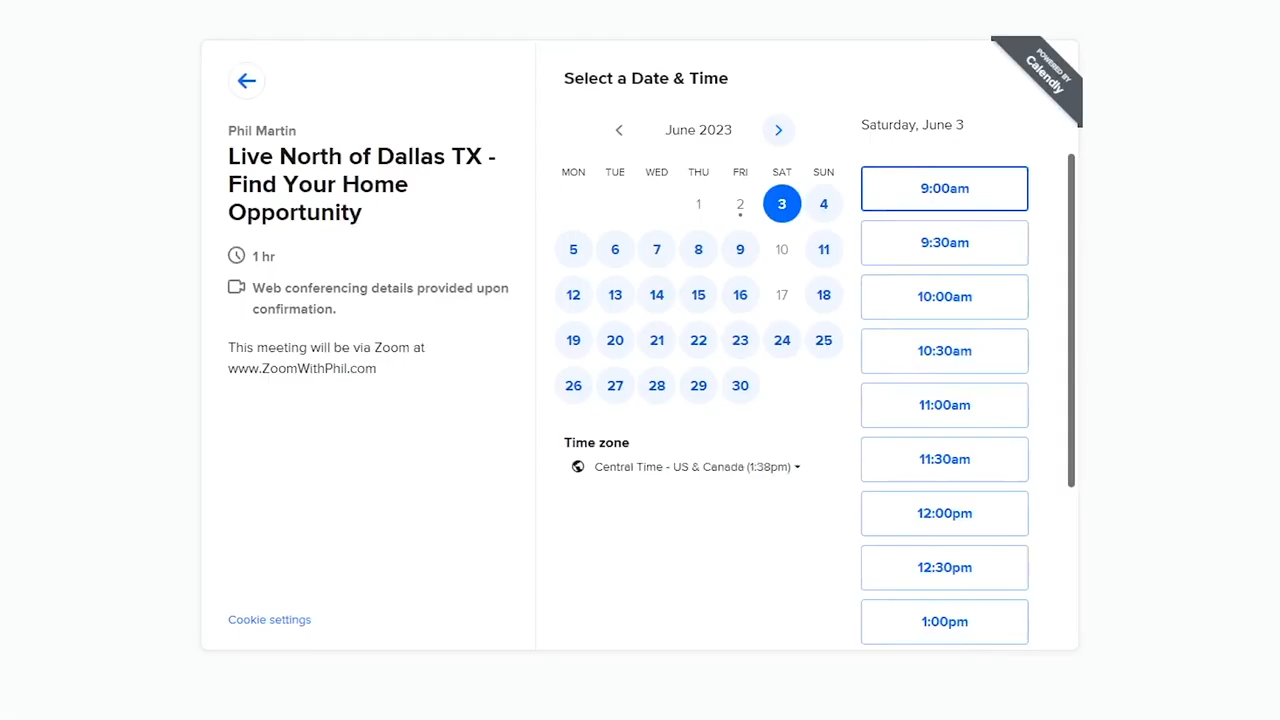 Phil Martin
Live North of Dallas TX -
Find Your Home
Opportunity
1 hr
Web conferencing details provided upon
confirmation.
This meeting will be via Zoom at
www.ZoomWithPhil.com
Cookie settings
Select a Date & Time
June 2023
MON TUE WED THU FRI SAT SUN
1 2 3 4
5 6 7 8 9 10 11
12 13 14 15 16 17 18
19 20 21 22 23 24 25
26 27 28 29 30
Time zone
Central Time - US & Canada (1:38pm)
POWERED BY
Calendly
Saturday, June 3
9:00am
9:30am
10:00am
10:30am
11:00am
11:30am
12:00pm
12:30pm
1:00pm